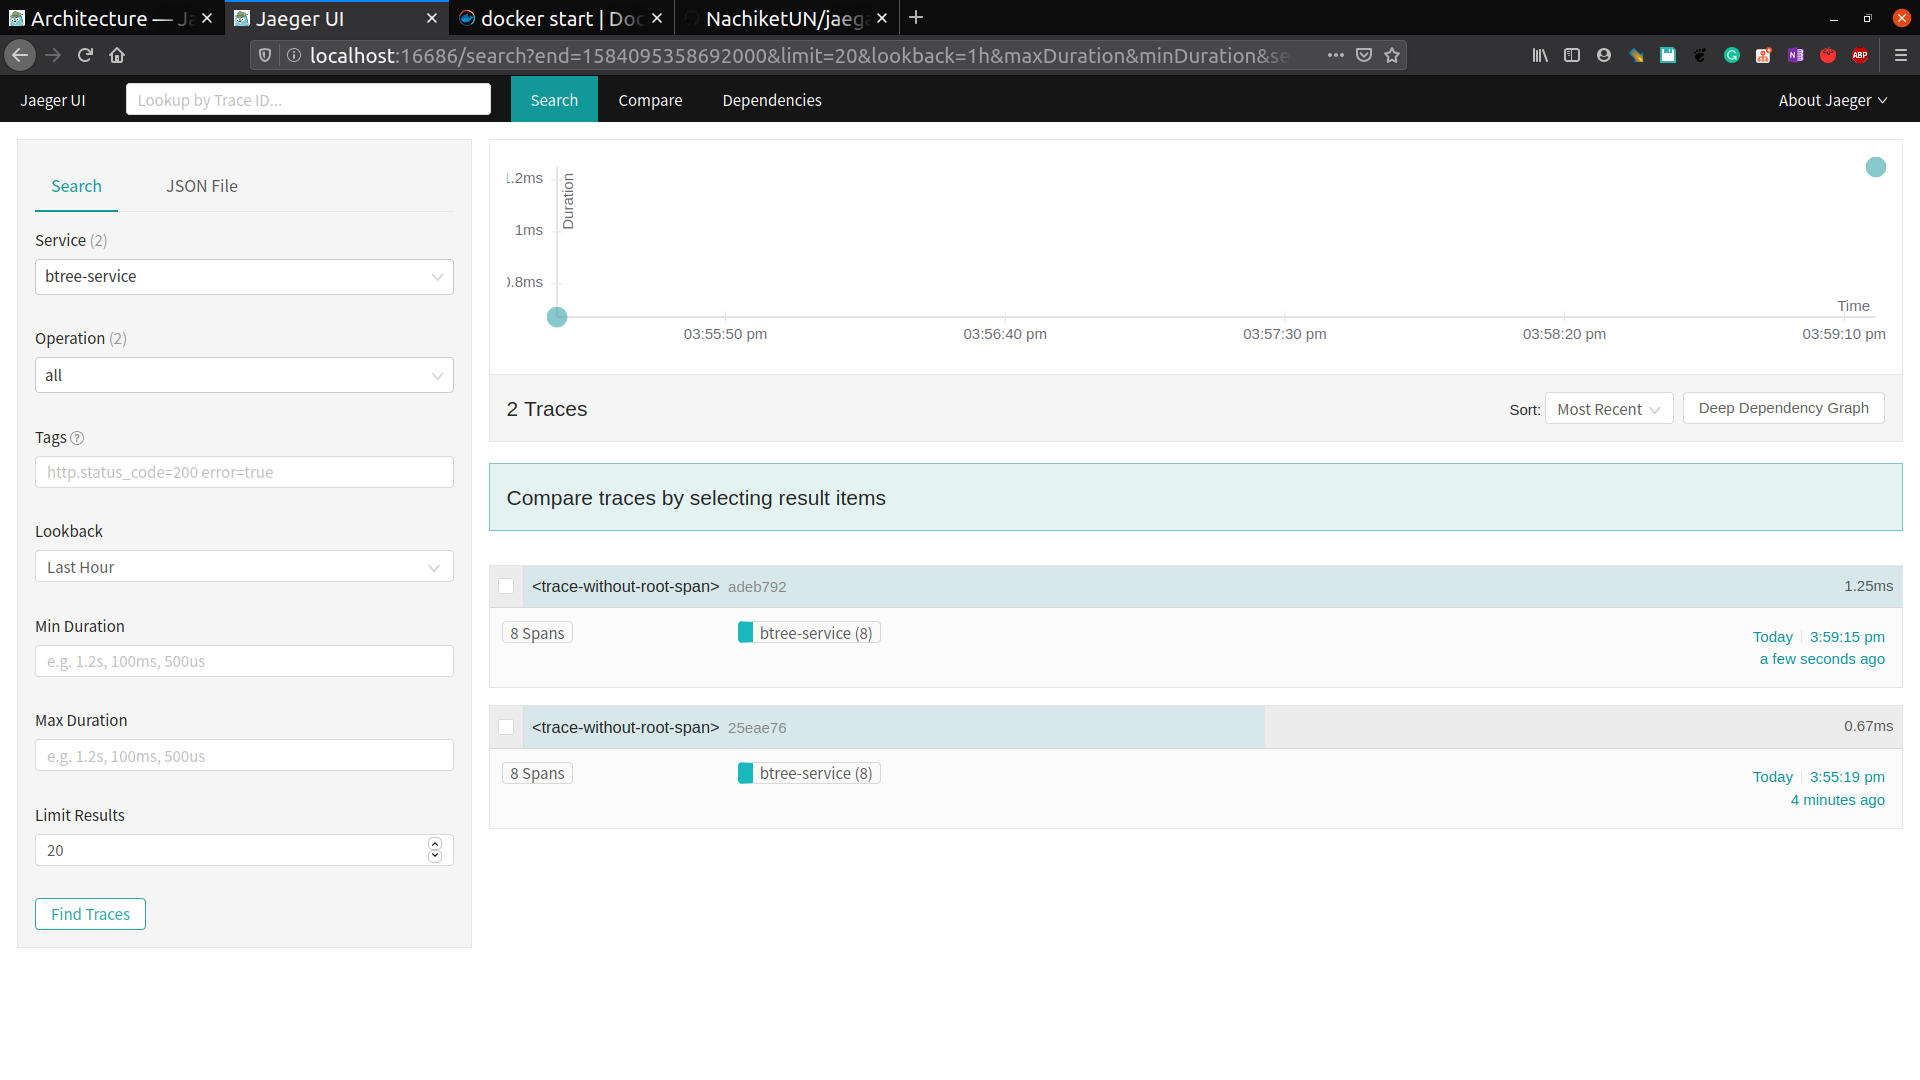 Architecture — Ja
Jaeger UI
docker start | Doc
NachiketUN/jaega
localhost:16686/search?end=1584095358692000&limit=20&lookback=1h&maxDuration&minDuration&se
Jaeger UI
Lookup by Trace ID...
Search
Compare
Dependencies
About Jaeger
Search
JSON File
Service (2)
btree-service
Operation (2)
all
Tags
http.status_code=200 error=true
Lookback
Last Hour
Min Duration
e.g. 1.2s, 100ms, 500us
Max Duration
e.g. 1.2s, 100ms, 500us
Limit Results
20
Find Traces
Duration
1.2ms
1ms
0.8ms
Time
03:55:50 pm
03:56:40 pm
03:57:30 pm
03:58:20 pm
03:59:10 pm
2 Traces
Sort:
Most Recent
Deep Dependency Graph
Compare traces by selecting result items
<trace-without-root-span> adeb792
1.25ms
8 Spans
btree-service (8)
Today 3:59:15 pm
a few seconds ago
<trace-without-root-span> 25eae76
0.67ms
8 Spans
btree-service (8)
Today 3:55:19 pm
4 minutes ago
ABP